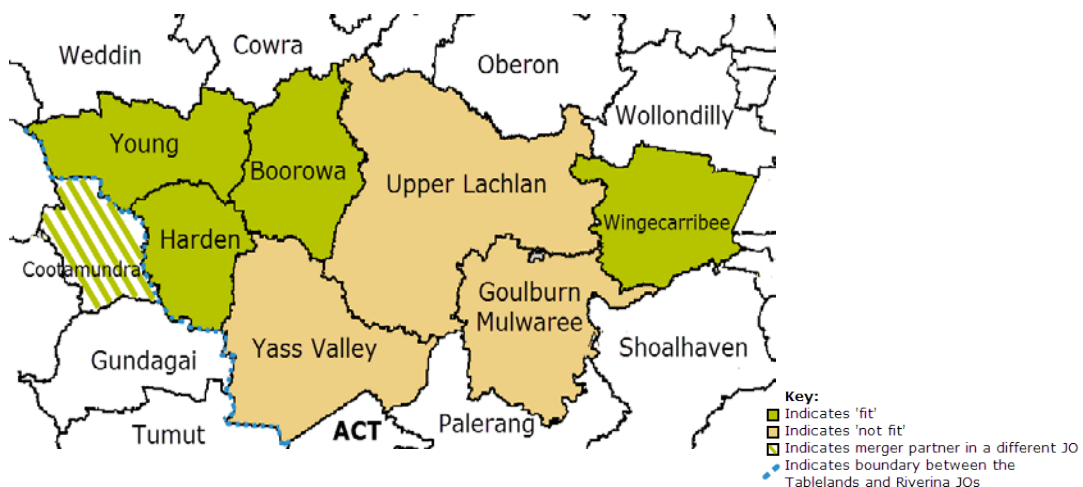 Weddin
Cowra
Oberon
Wollondilly
Young
Boorowa
Upper Lachlan
Wingecarribee
Harden
Cootamundra
Goulburn
Mulwaree
Yass Valley
Gundagai
Shoalhaven
Tumut
ACT
Palerang
Key:
Indicates 'fit'
Indicates 'not fit'
Indicates merger partner in a different JO
Indicates boundary between the
Tablelands and Riverina JOs